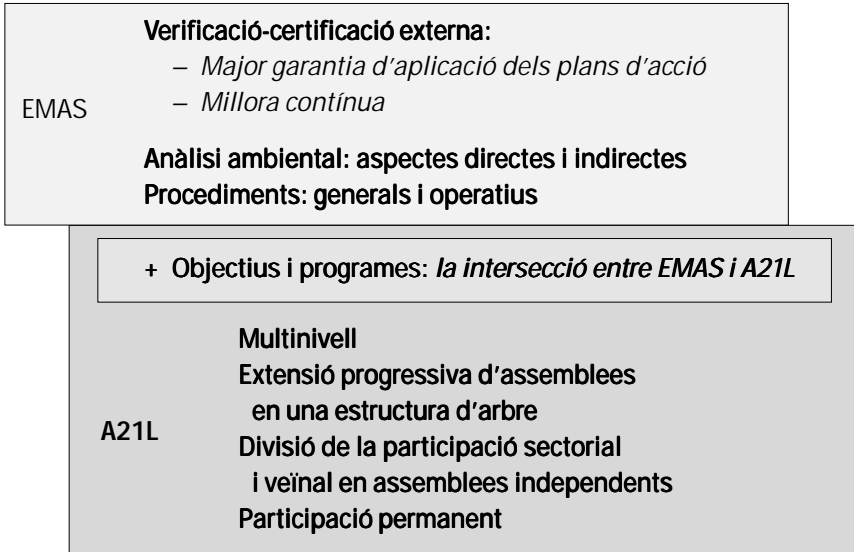 Verificació-certificació externa:
– Major garantia d'aplicació dels plans d'acció
– Millora contínua
EMAS
Anàlisi ambiental: aspectes directes i indirectes
Procediments: generals i operatius
+ Objectius i programes: la intersecció entre EMAS i A21L
Multinivell
Extensió progressiva d'assemblees
en una estructura d'arbre
A21L
Divisió de la participació sectorial
i veïnal en assemblees independents
Participació permanent